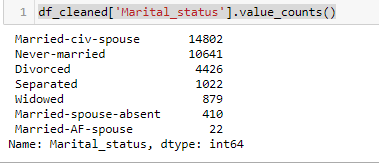 1 df_cleaned['Marital_status'].value_counts()
Married-civ-spouse 14802
Never-married 10641
Divorced 4426
Separated 1022
Widowed 879
Married-spouse-absent 410
Married-AF-spouse 22
Name: Marital_status, dtype: int64